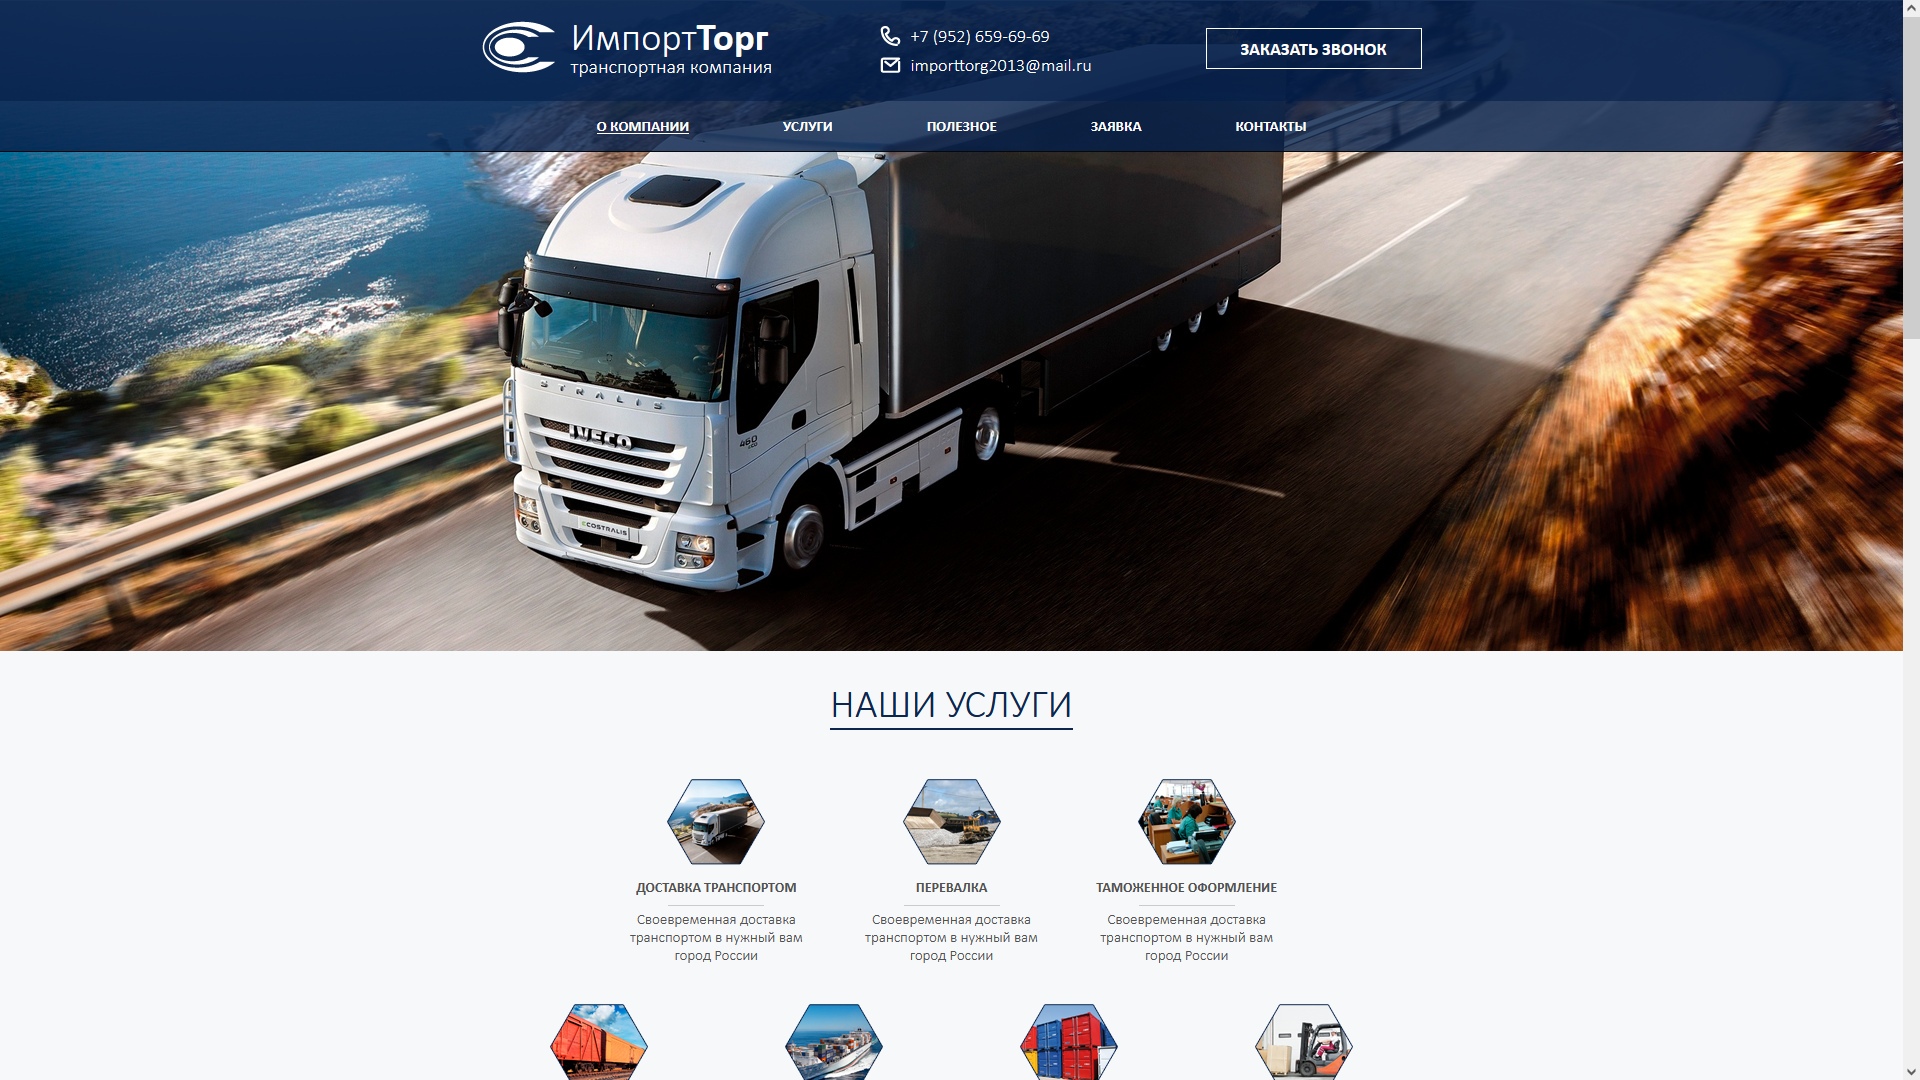 ИмпортТорг
транспортная компания
+7 (952) 659-69-69
importtorg2013@mail.ru
ЗАКАЗАТЬ ЗВОНОК
О КОМПАНИИ
УСЛУГИ
ПОЛЕЗНОЕ
ЗАЯВКА
КОНТАКТЫ
STRALIS
IVECO
460
ECOSTRALIS
НАШИ УСЛУГИ
ДОСТАВКА ТРАНСПОРТОМ
Своевременная доставка
транспортом в нужный вам
город России
ПЕРЕВАЛКА
Своевременная доставка
транспортом в нужный вам
город России
ТАМОЖЕННОЕ ОФОРМЛЕНИЕ
Своевременная доставка
транспортом в нужный вам
город России